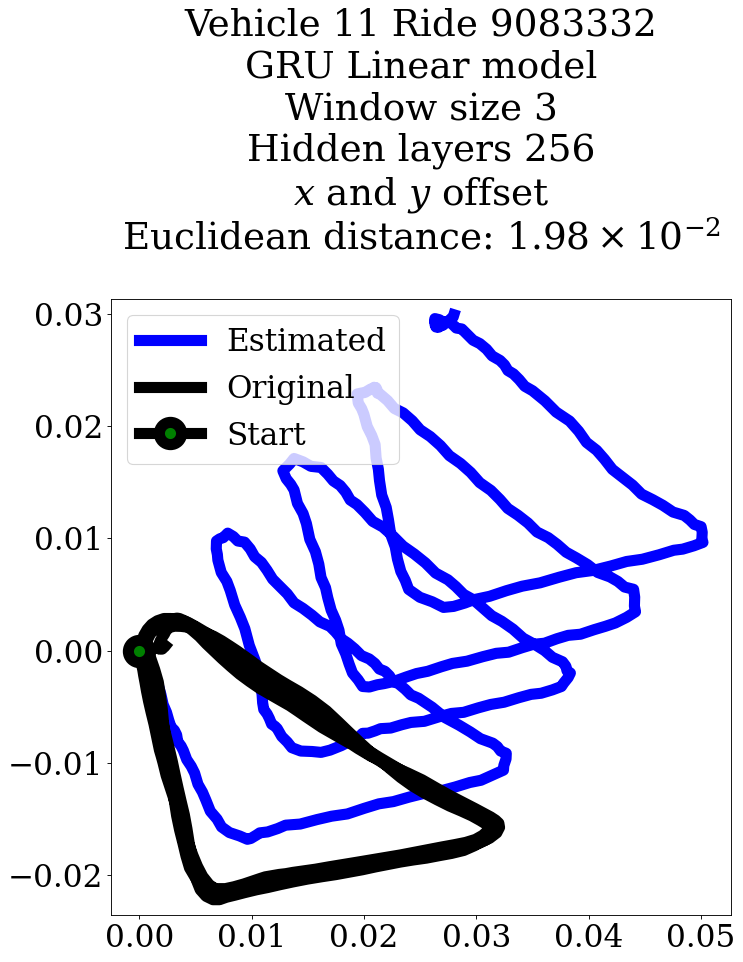 Vehicle 11 Ride 9083332
GRU Linear model
Window size 3
Hidden layers 256
x and y offset
Euclidean distance: 1.98 × 10⁻²
Estimated
Original
Start
0.03
0.02
0.01
0.00
−0.01
−0.02
0.00 0.01 0.02 0.03 0.04 0.05